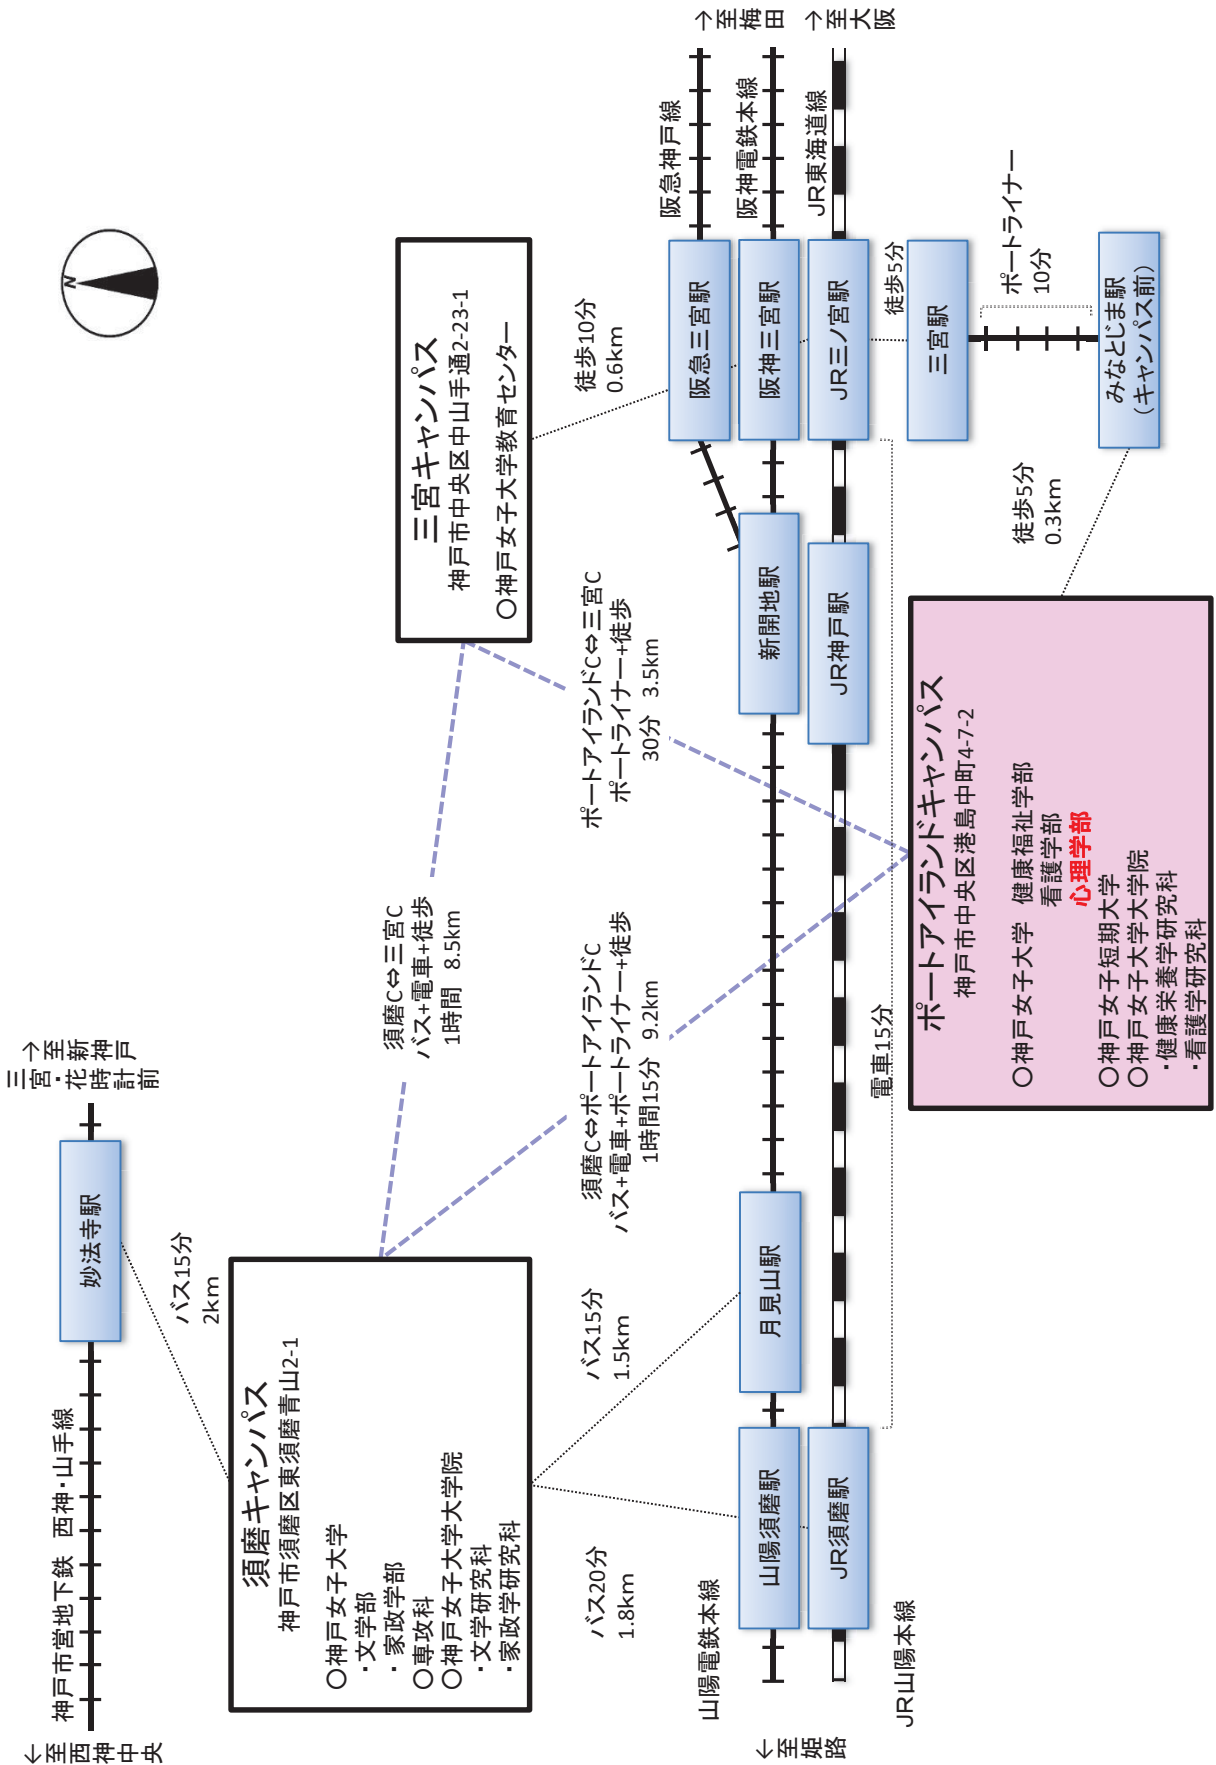 ←至西神中央
神戸市営地下鉄　西神・山手線
妙法寺駅
→至新神戸
三宮・花時計前
N
バス15分
2km
須磨キャンパス
神戸市須磨区東須磨青山2-1
○神戸女子大学
・文学部
・家政学部
○専攻科
○神戸女子大学大学院
・文学研究科
・家政学研究科
三宮キャンパス
神戸市中央区中山手通2-23-1
○神戸女子大学教育センター
須磨C⇔三宮C
バス+電車+徒歩
1時間　8.5km
須磨C⇔ポートアイランドC
バス+電車+ポートライナー+徒歩
1時間15分　9.2km
ポートアイランドC⇔三宮C
ポートライナー+徒歩
30分　3.5km
徒歩10分
0.6km
バス20分
1.8km
バス15分
1.5km
阪急神戸線
→至梅田
阪急三宮駅
阪神電鉄本線
阪神三宮駅
新開地駅
月見山駅
山陽須磨駅
山陽電鉄本線
←至姫路
JR東海道線
→至大阪
JR三ノ宮駅
JR神戸駅
JR須磨駅
JR山陽本線
電車15分
徒歩5分
三宮駅
ポートライナー
10分
みなとじま駅
（キャンパス前）
徒歩5分
0.3km
ポートアイランドキャンパス
神戸市中央区港島中町4-7-2
○神戸女子大学　健康福祉学部
看護学部
心理学部
○神戸女子短期大学
○神戸女子大学大学院
・健康栄養学研究科
・看護学研究科